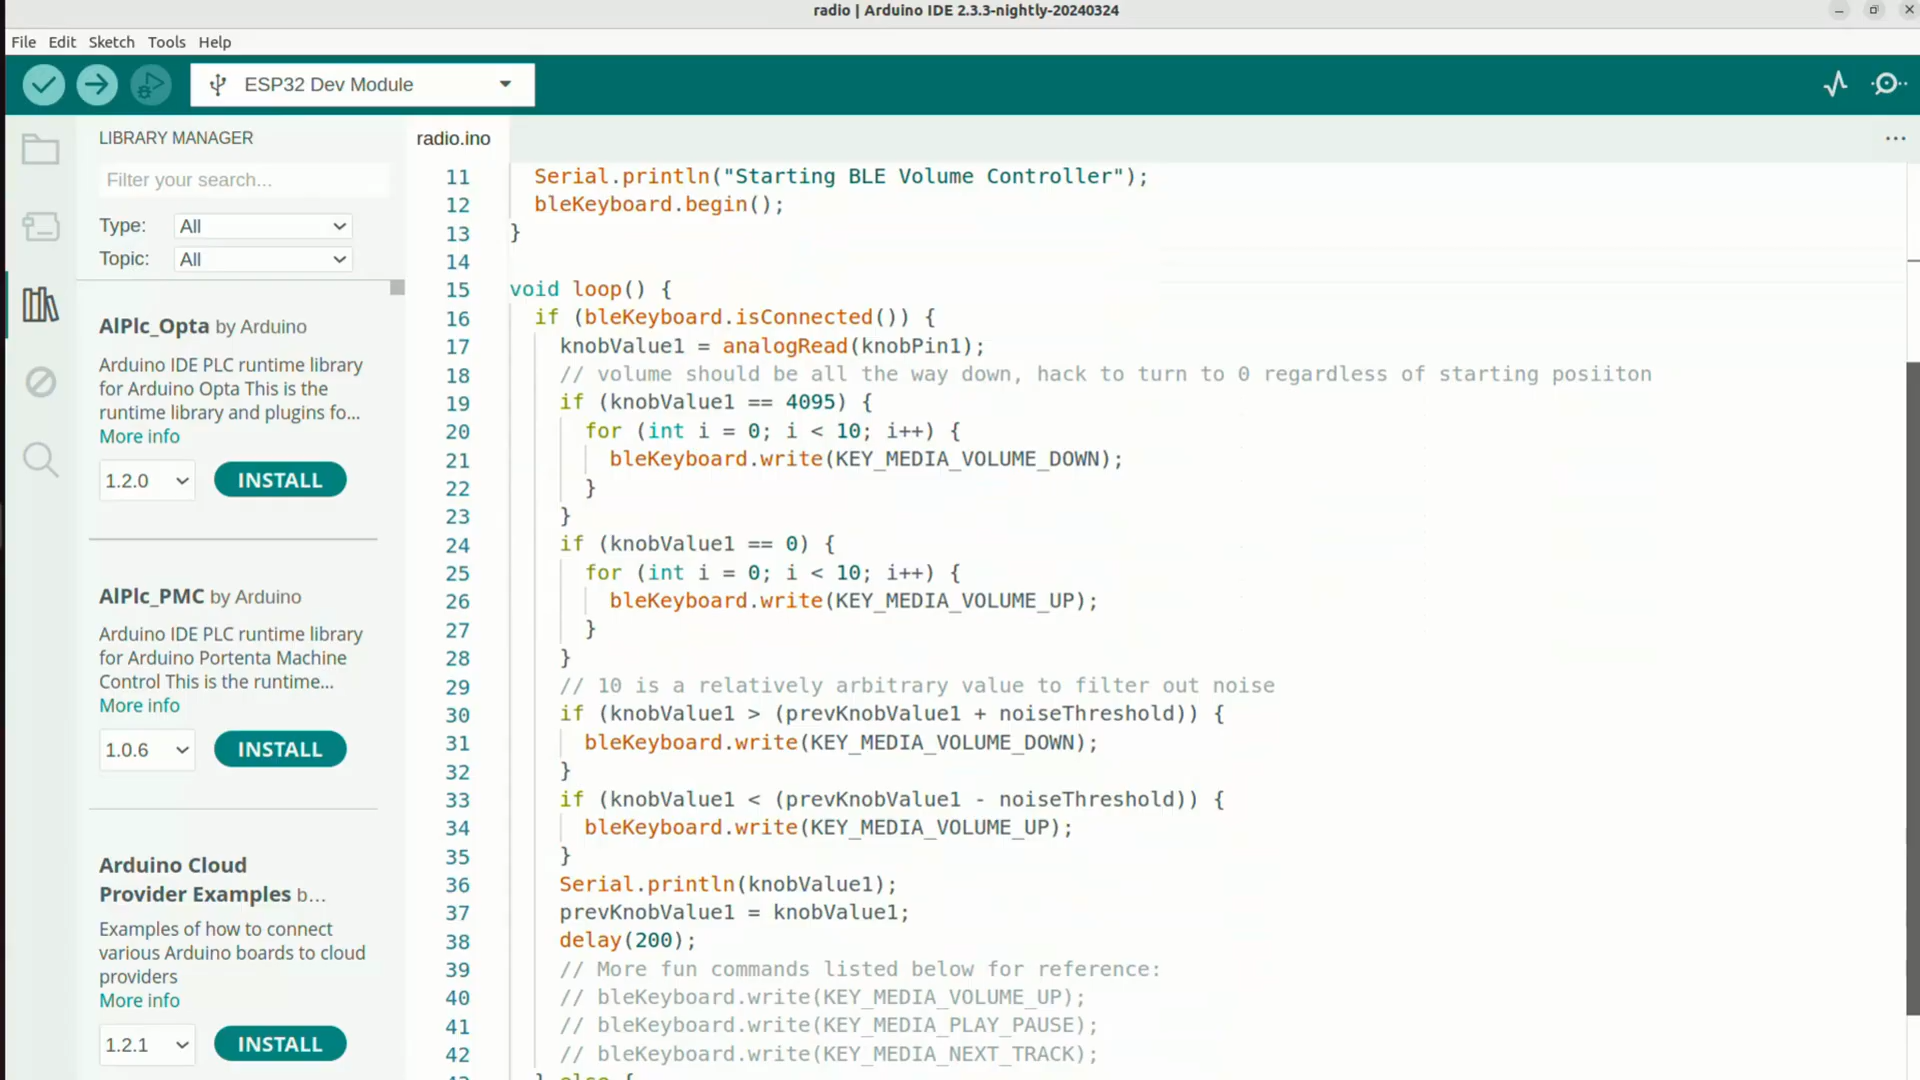 radio | Arduino IDE 2.3.3-nightly-20240324
File Edit Sketch Tools Help
ESP32 Dev Module
LIBRARY MANAGER
Filter your search...
Type: All
Topic: All
AlPlc_Opta by Arduino
Arduino IDE PLC runtime library
for Arduino Opta This is the
runtime library and plugins fo...
More info
1.2.0 INSTALL
AlPlc_PMC by Arduino
Arduino IDE PLC runtime library
for Arduino Portenta Machine
Control This is the runtime...
More info
1.0.6 INSTALL
Arduino Cloud
Provider Examples b...
Examples of how to connect
various Arduino boards to cloud
providers
More info
1.2.1 INSTALL
radio.ino
11 Serial.println("Starting BLE Volume Controller");
12 bleKeyboard.begin();
13 }
14
15 void loop() {
16 if (bleKeyboard.isConnected()) {
17 knobValue1 = analogRead(knobPin1);
18 // volume should be all the way down, hack to turn to 0 regardless of starting posiiton
19 if (knobValue1 == 4095) {
20 for (int i = 0; i < 10; i++) {
21 bleKeyboard.write(KEY_MEDIA_VOLUME_DOWN);
22 }
23 }
24 if (knobValue1 == 0) {
25 for (int i = 0; i < 10; i++) {
26 bleKeyboard.write(KEY_MEDIA_VOLUME_UP);
27 }
28 }
29 // 10 is a relatively arbitrary value to filter out noise
30 if (knobValue1 > (prevKnobValue1 + noiseThreshold)) {
31 bleKeyboard.write(KEY_MEDIA_VOLUME_DOWN);
32 }
33 if (knobValue1 < (prevKnobValue1 - noiseThreshold)) {
34 bleKeyboard.write(KEY_MEDIA_VOLUME_UP);
35 }
36 Serial.println(knobValue1);
37 prevKnobValue1 = knobValue1;
38 delay(200);
39 // More fun commands listed below for reference:
40 // bleKeyboard.write(KEY_MEDIA_VOLUME_UP);
41 // bleKeyboard.write(KEY_MEDIA_PLAY_PAUSE);
42 // bleKeyboard.write(KEY_MEDIA_NEXT_TRACK);
} else {